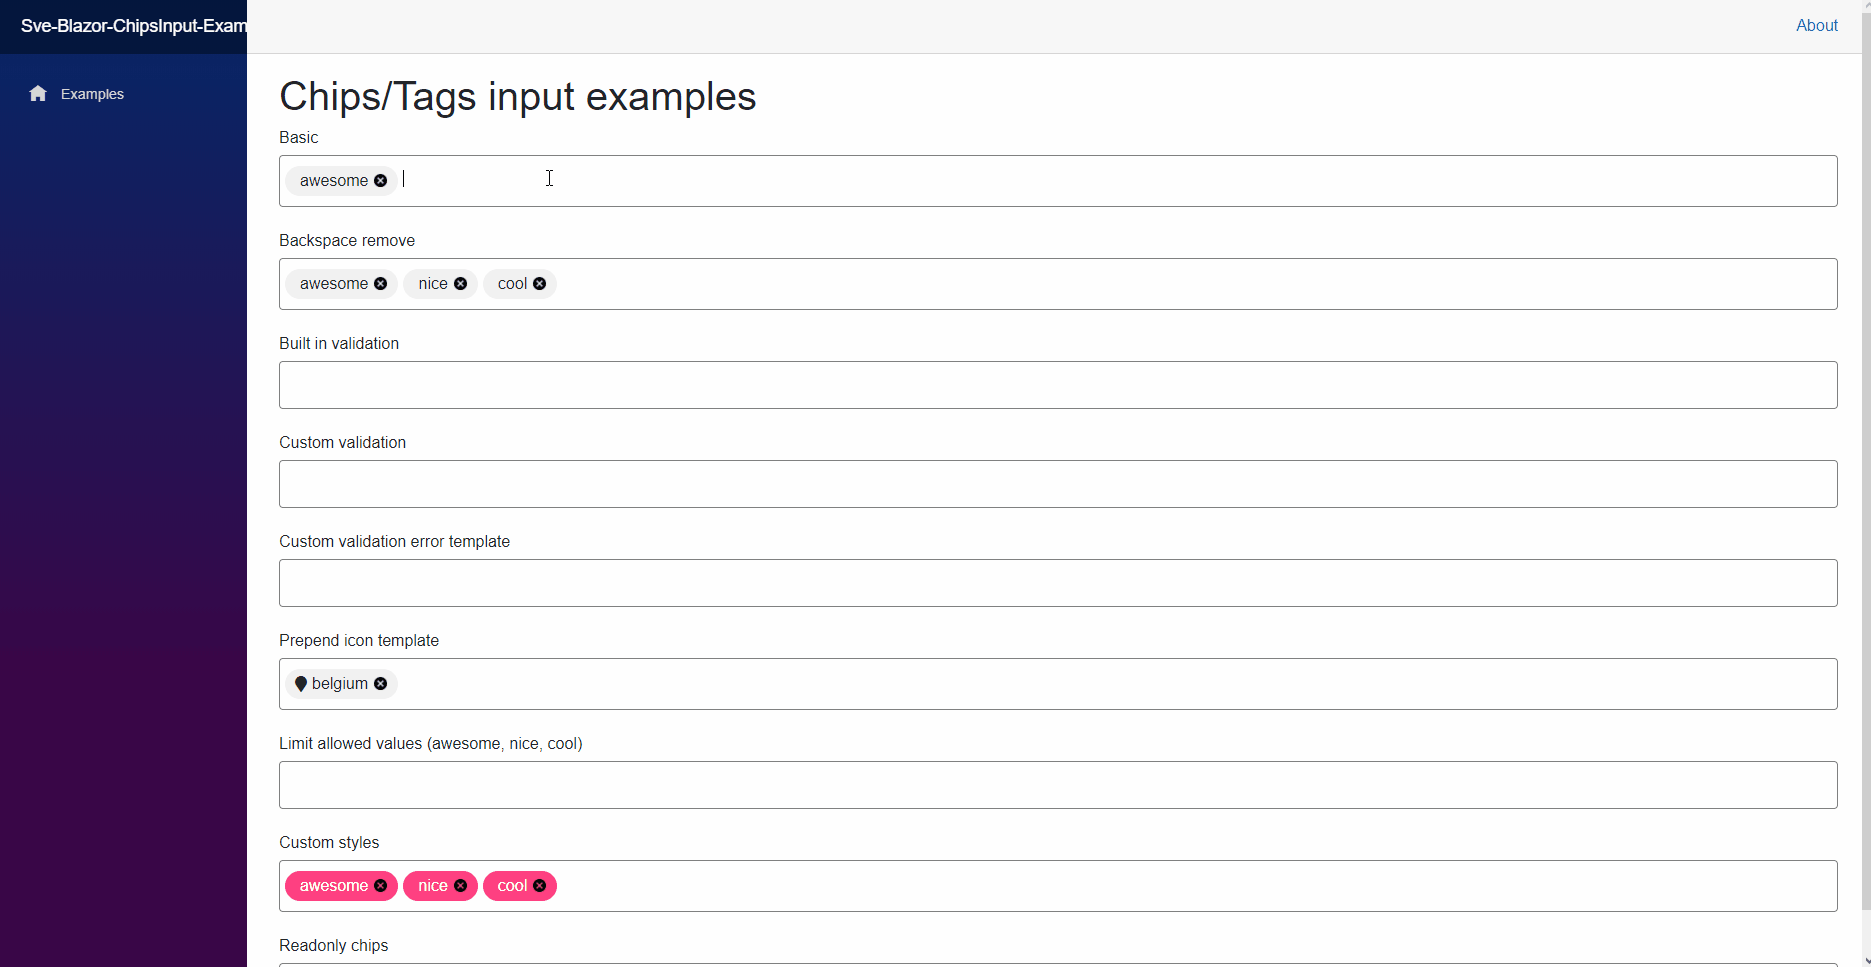 Sve-Blazor-ChipsInput-Exam
About
Examples
Chips/Tags input examples
Basic
awesome
Backspace remove
awesome nice cool
Built in validation
Custom validation
Custom validation error template
Prepend icon template
belgium
Limit allowed values (awesome, nice, cool)
Custom styles
awesome nice cool
Readonly chips